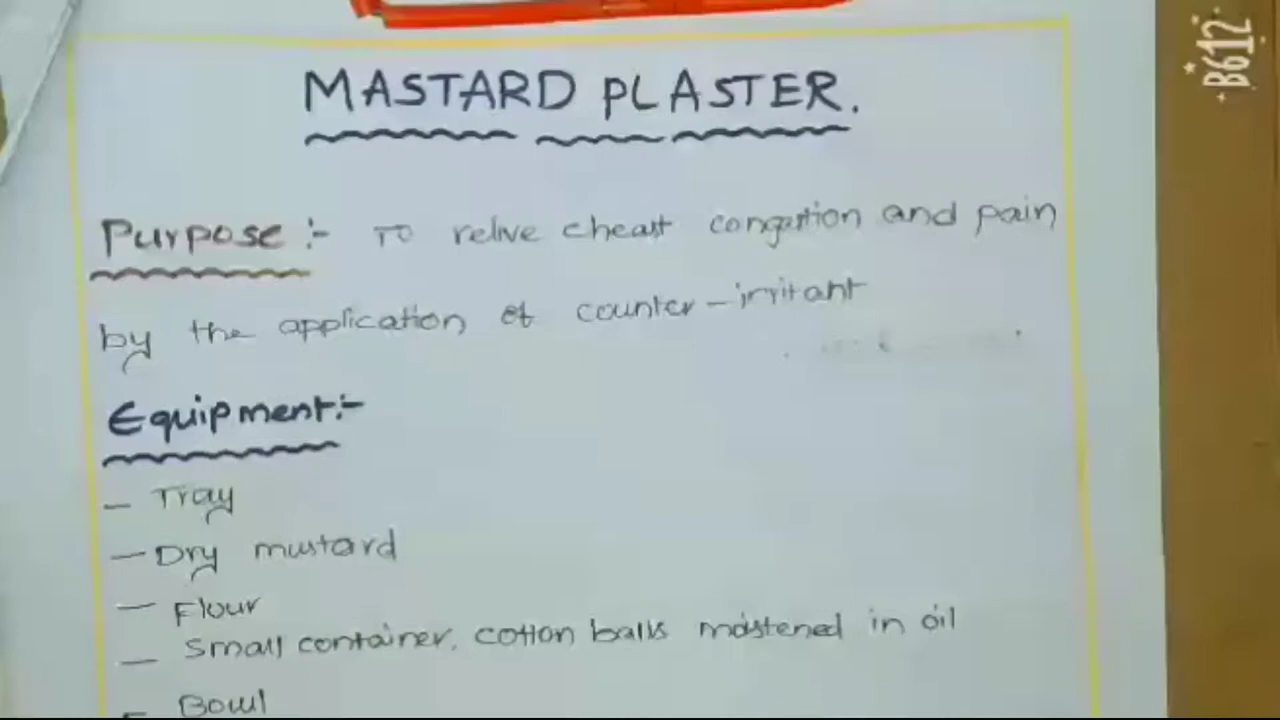 MASTARD PLASTER.
Purpose :- To relive cheast congestion and pain
by the application of counter-irritant
Equipment:-
- Tray
- Dry mustard
- Flour
- Small container, cotton balls moistened in oil
- Bowl
B612